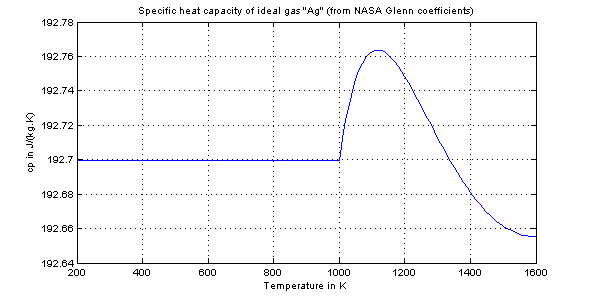 Specific heat capacity of ideal gas "Ag" (from NASA Glenn coefficients)
192.78
192.76
192.74
192.72
192.7
192.68
192.66
192.64
cp in J/(kg.K)
200 400 600 800 1000 1200 1400 1600
Temperature in K